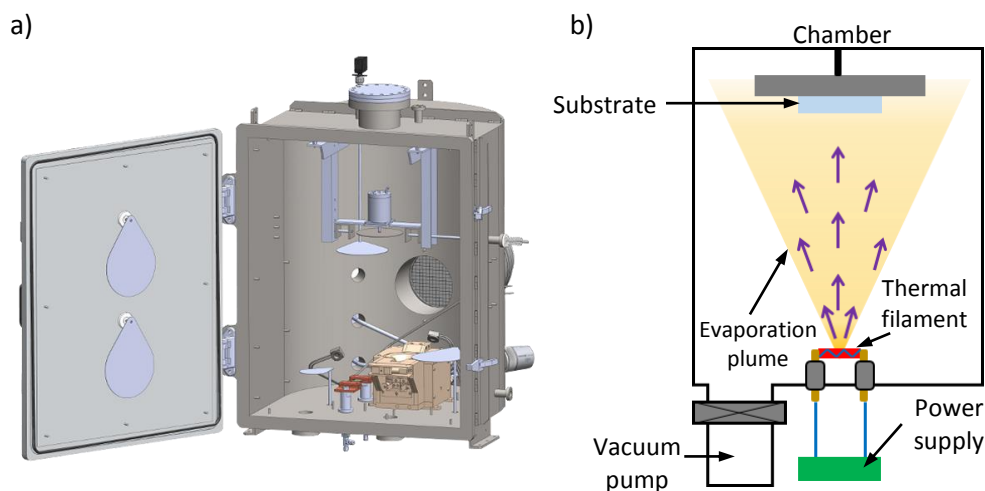 a)
b)
Chamber
Substrate
Thermal
filament
Evaporation
plume
Power
supply
Vacuum
pump